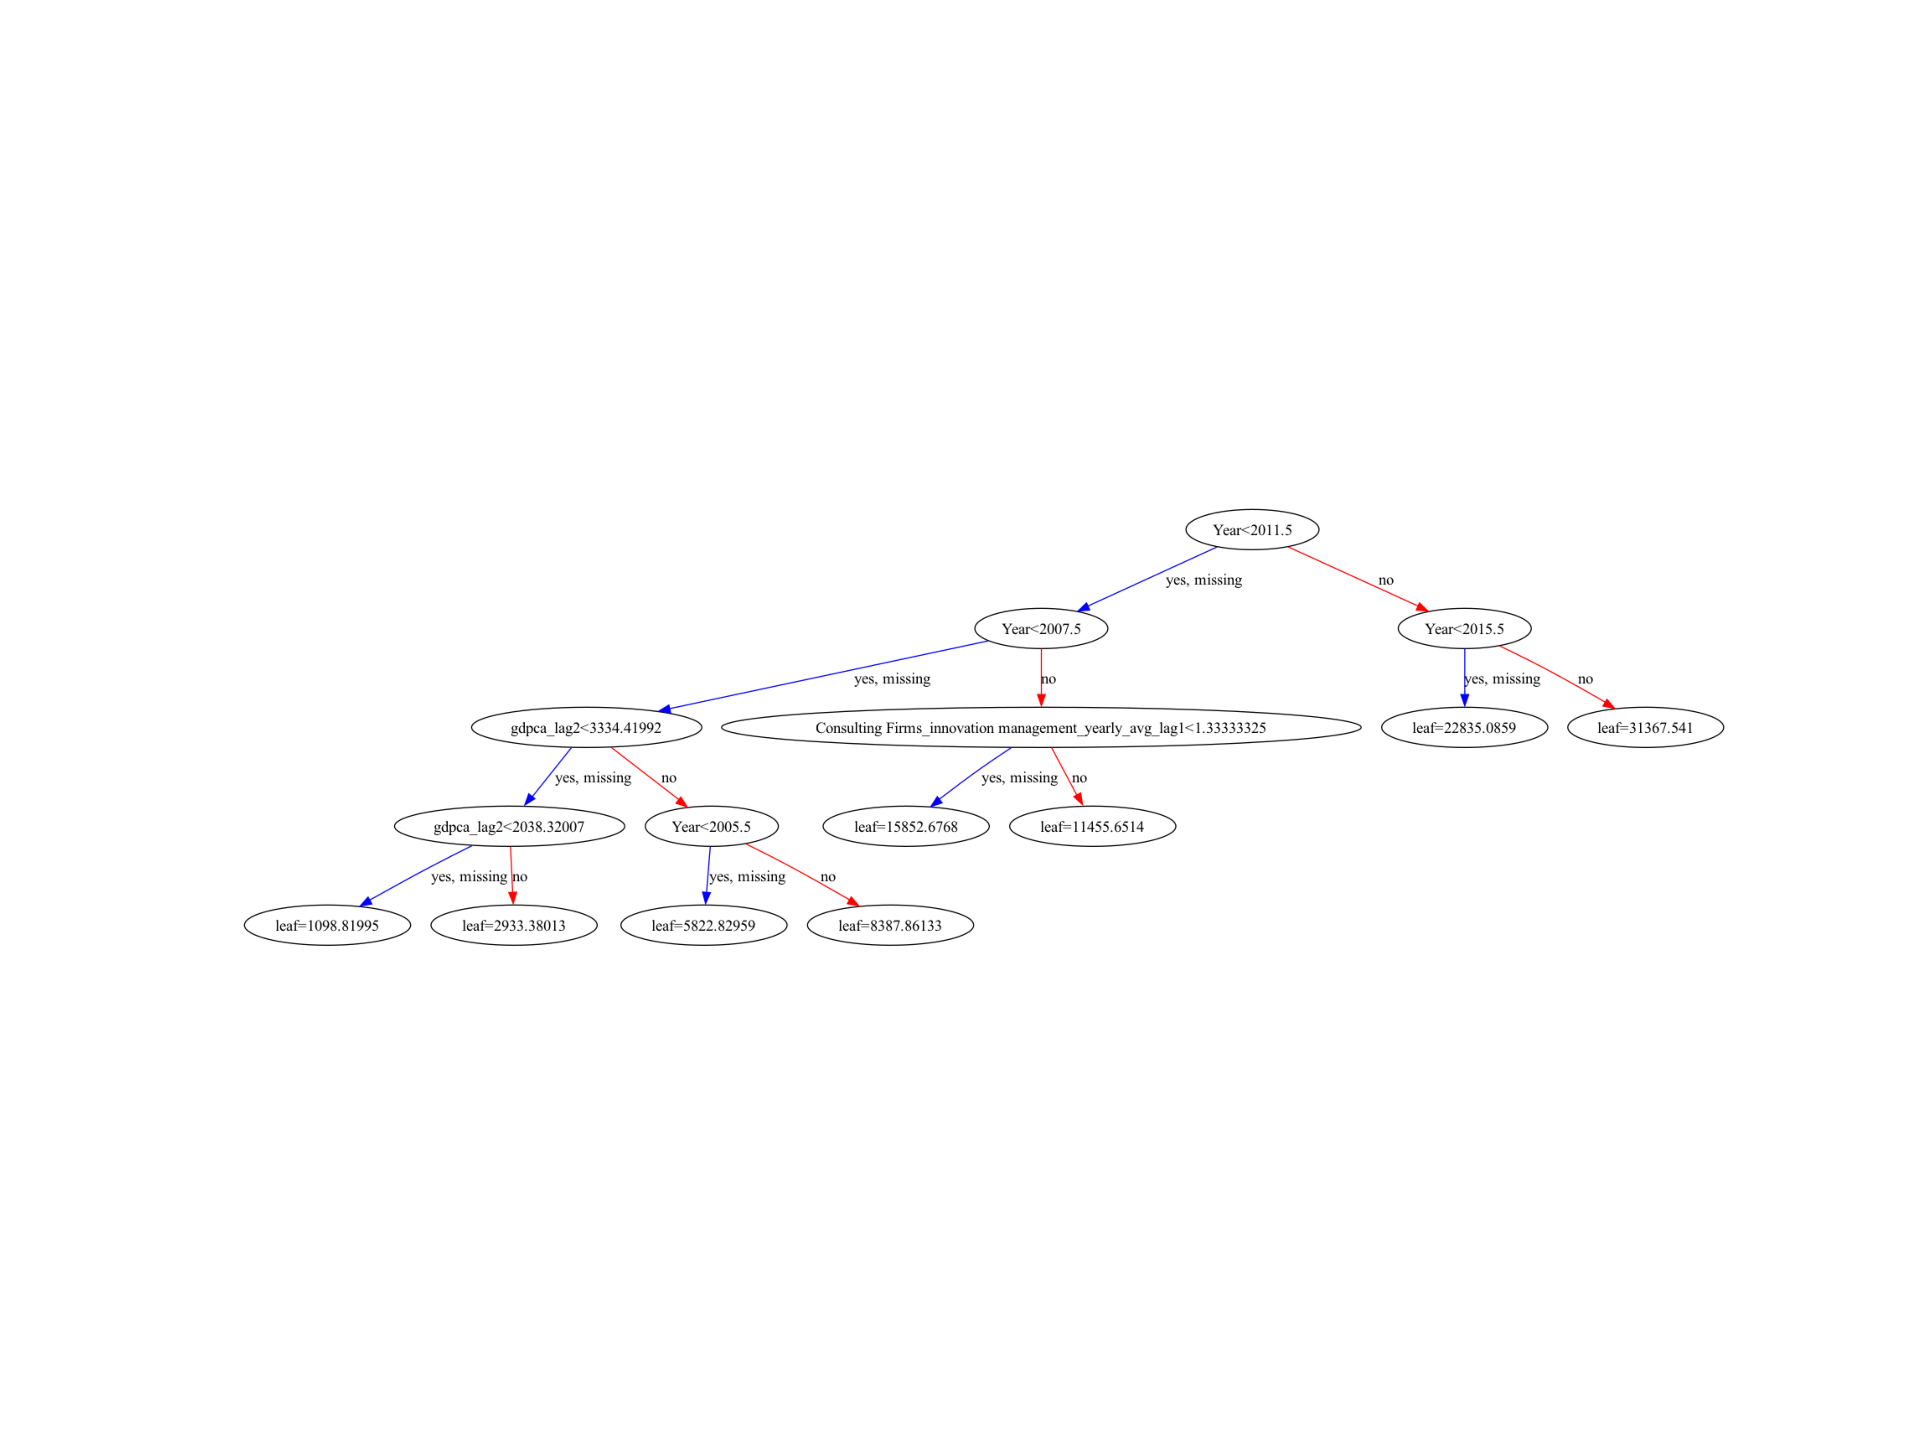 Year<2011.5
yes, missing
no
Year<2007.5
Year<2015.5
yes, missing
no
yes, missing
no
gdpca_lag2<3334.41992
Consulting Firms_innovation management_yearly_avg_lag1<1.33333325
leaf=22835.0859
leaf=31367.541
yes, missing
no
yes, missing
no
gdpca_lag2<2038.32007
Year<2005.5
leaf=15852.6768
leaf=11455.6514
yes, missing
no
yes, missing
no
leaf=1098.81995
leaf=2933.38013
leaf=5822.82959
leaf=8387.86133